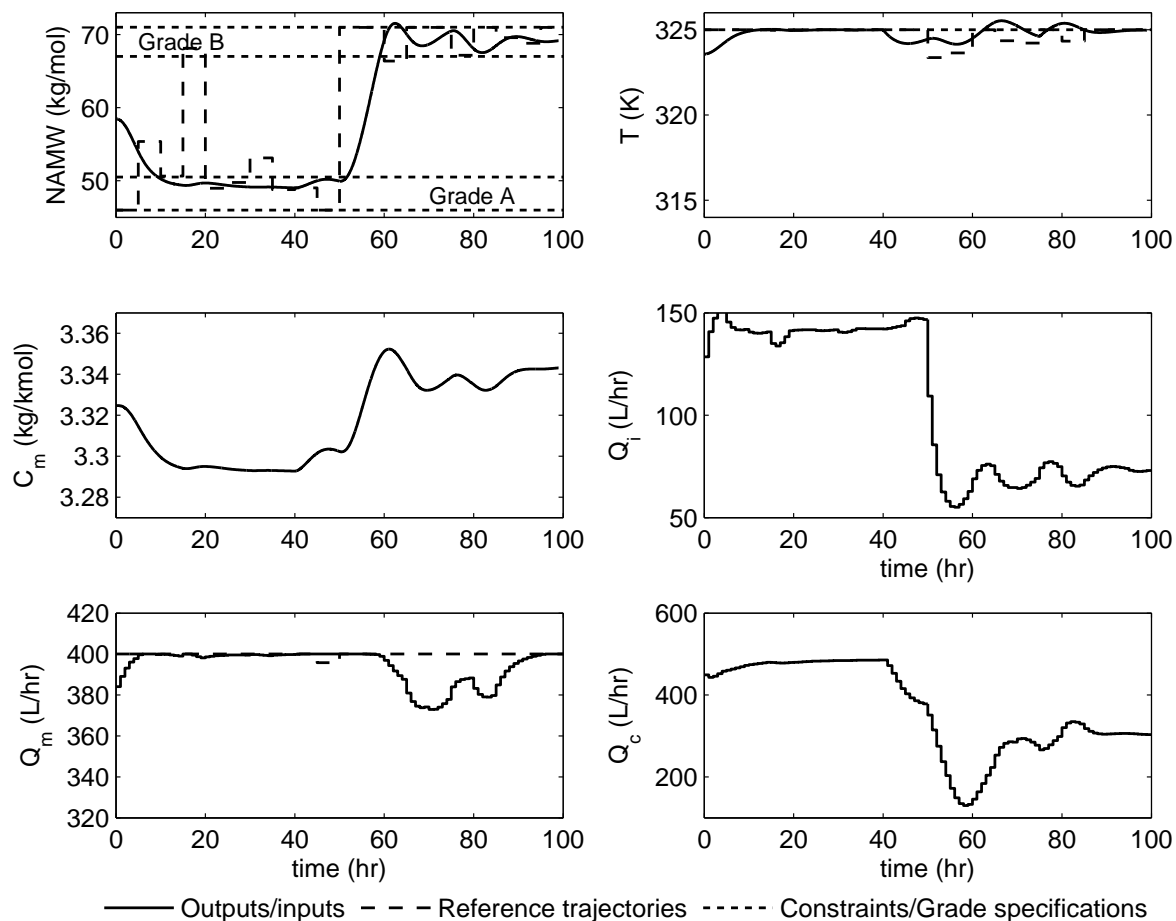 70
60
50
NAMW (kg/mol)
Grade B
Grade A
0 20 40 60 80 100
325
320
315
T (K)
0 20 40 60 80 100
3.36
3.34
3.32
3.3
3.28
C_m (kg/kmol)
0 20 40 60 80 100
150
100
50
Q_i (L/hr)
0 20 40 60 80 100
time (hr)
420
400
380
360
340
320
Q_m (L/hr)
0 20 40 60 80 100
time (hr)
600
400
200
Q_c (L/hr)
0 20 40 60 80 100
time (hr)
Outputs/inputs Reference trajectories Constraints/Grade specifications